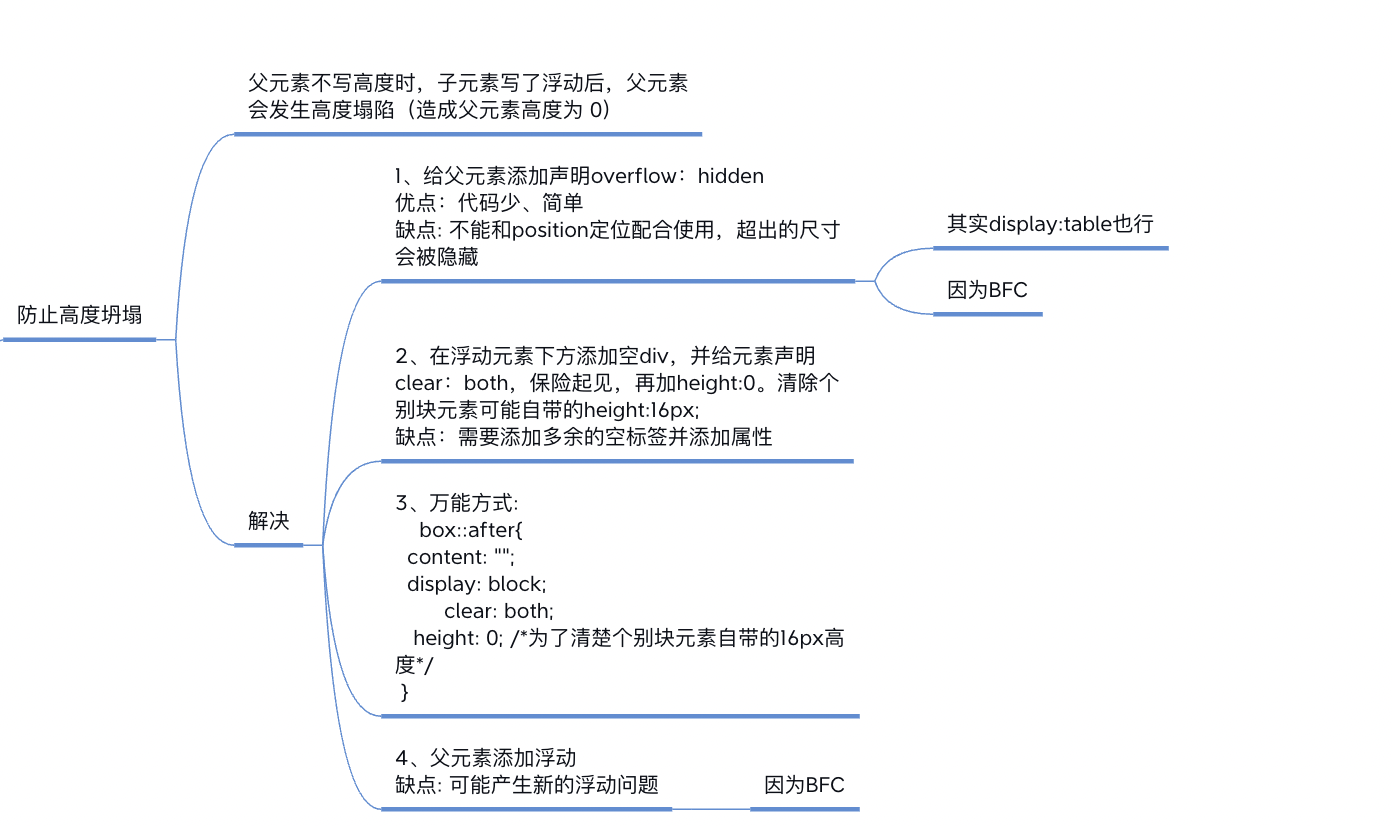 父元素不写高度时，子元素写了浮动后，父元素
会发生高度塌陷（造成父元素高度为 0）
1、给父元素添加声明overflow：hidden
优点：代码少、简单
缺点: 不能和position定位配合使用，超出的尺寸
会被隐藏
其实display:table也行
因为BFC
防止高度坍塌
2、在浮动元素下方添加空div，并给元素声明
clear：both，保险起见，再加height:0。清除个
别块元素可能自带的height:16px;
缺点：需要添加多余的空标签并添加属性
解决
3、万能方式:
box::after{
content: "";
display: block;
clear: both;
height: 0; /*为了清楚个别块元素自带的16px高
度*/
}
4、父元素添加浮动
缺点: 可能产生新的浮动问题
因为BFC